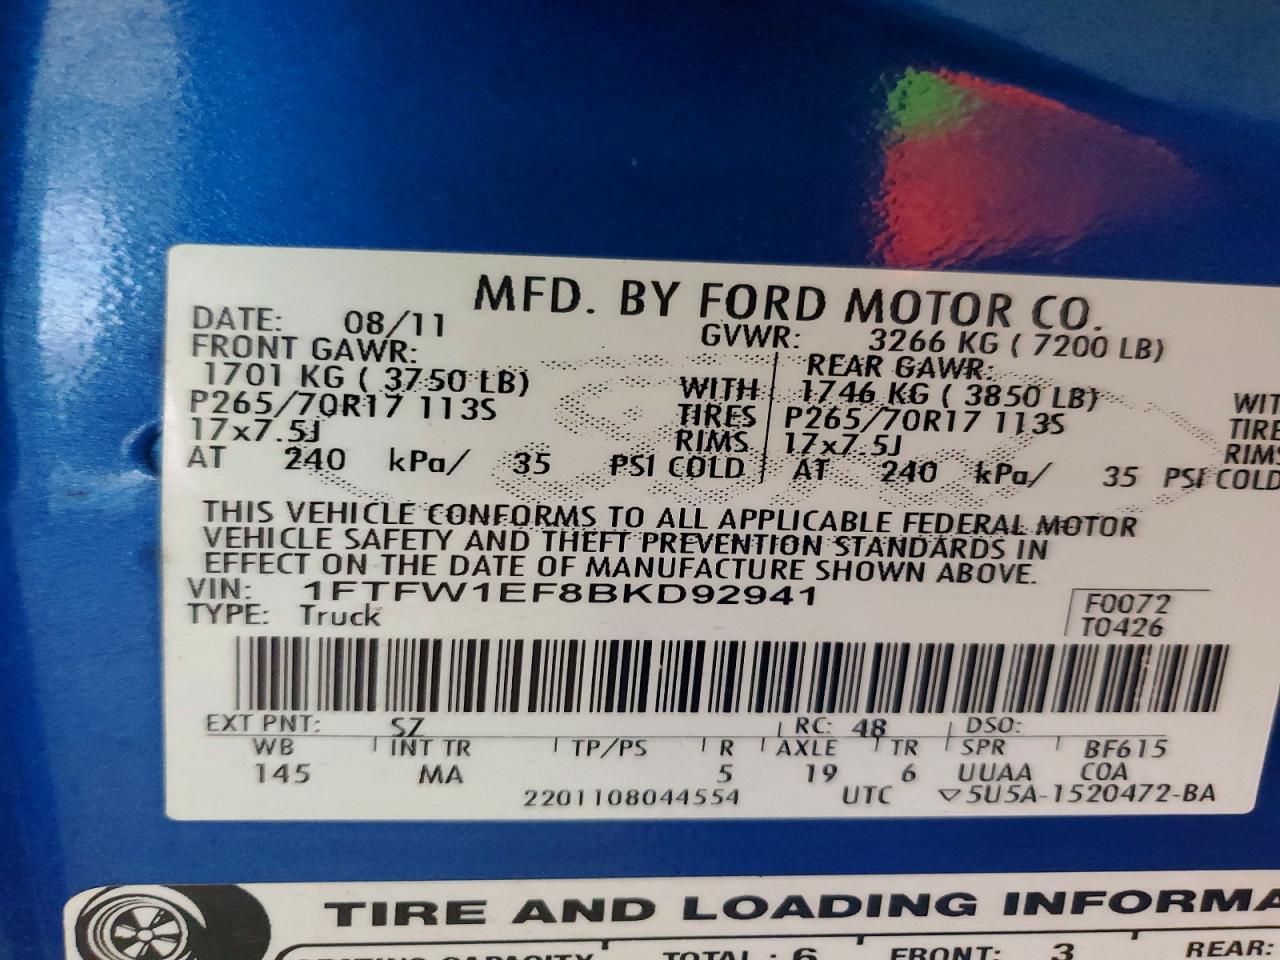 MFD. BY FORD MOTOR CO.
DATE: 08/11 GVWR: 3266 KG ( 7200 LB)
FRONT GAWR: REAR GAWR:
1701 KG ( 3750 LB) WITH 1746 KG ( 3850 LB) WIT
P265/70R17 113S TIRES P265/70R17 113S TIRE
17x7.5J RIMS 17x7.5J RIMS
AT 240 kPa/ 35 PSI COLD AT 240 kPa/ 35 PSI COLD
THIS VEHICLE CONFORMS TO ALL APPLICABLE FEDERAL MOTOR
VEHICLE SAFETY AND THEFT PREVENTION STANDARDS IN
EFFECT ON THE DATE OF MANUFACTURE SHOWN ABOVE.
VIN: 1FTFW1EF8BKD92941
TYPE: Truck
F0072
T0426
EXT PNT: SZ RC: 48 DSO:
WB INT TR TP/PS R AXLE TR SPR BF615
145 MA 5 19 6 UUAA COA
2201108044554 UTC ▽5U5A-1520472-BA
TIRE AND LOADING INFORMA
SEATING CAPACITY TOTAL : 6 FRONT: 3 REAR: